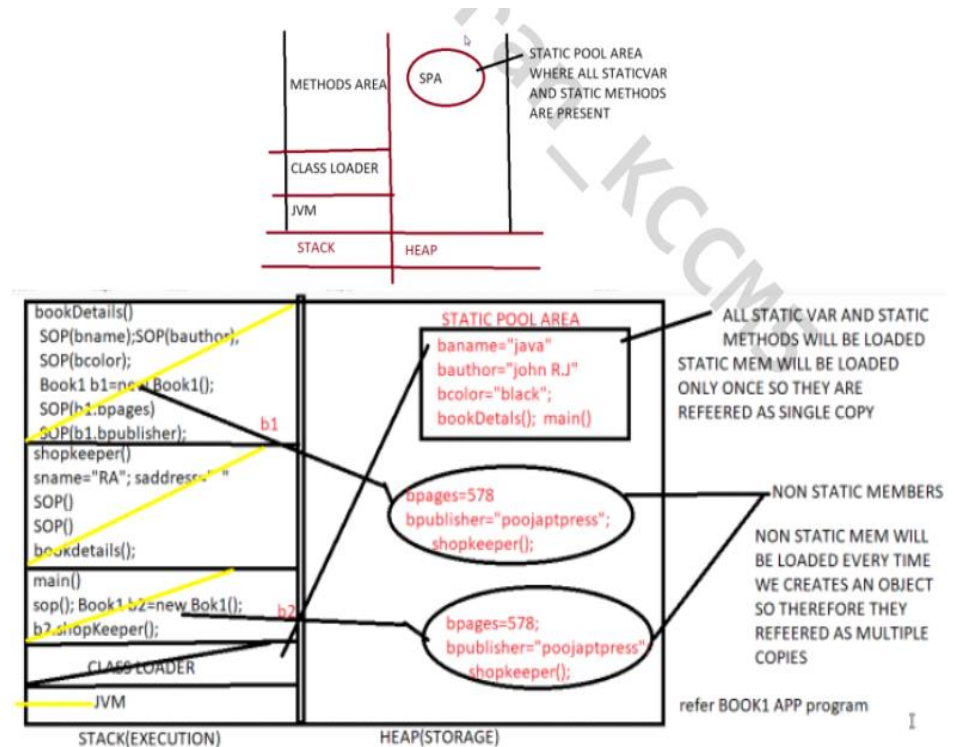 ran_KCCMS
STATIC POOL AREA
WHERE ALL STATICVAR
AND STATIC METHODS
ARE PRESENT
SPA
METHODS AREA
CLASS LOADER
JVM
STACK
HEAP
bookDetails()
SOP(bname);SOP(bauthor),
SOP(bcolor);
Book1 b1=new Book1();
SOP(b1.bpages)
SOP(b1.bpublisher);
b1
shopkeeper()
sname="RA"; saddress=" "
SOP()
SOP()
bookdetails();
main()
sop(); Book1 b2=new Bok1();
b2.shopKeeper();
b2
CLASS LOADER
JVM
STACK(EXECUTION)
STATIC POOL AREA
baname="java"
bauthor="john R.J"
bcolor="black";
bookDetals(); main()
bpages=578
bpublisher="poojaptpress";
shopkeeper();
bpages=578;
bpublisher="poojaptpress"
shopkeeper();
HEAP(STORAGE)
ALL STATIC VAR AND STATIC
METHODS WILL BE LOADED
STATIC MEM WILL BE LOADED
ONLY ONCE SO THEY ARE
REFEERED AS SINGLE COPY
NON STATIC MEMBERS
NON STATIC MEM WILL
BE LOADED EVERY TIME
WE CREATES AN OBJECT
SO THEREFORE THEY
REFEERED AS MULTIPLE
COPIES
refer BOOK1 APP program